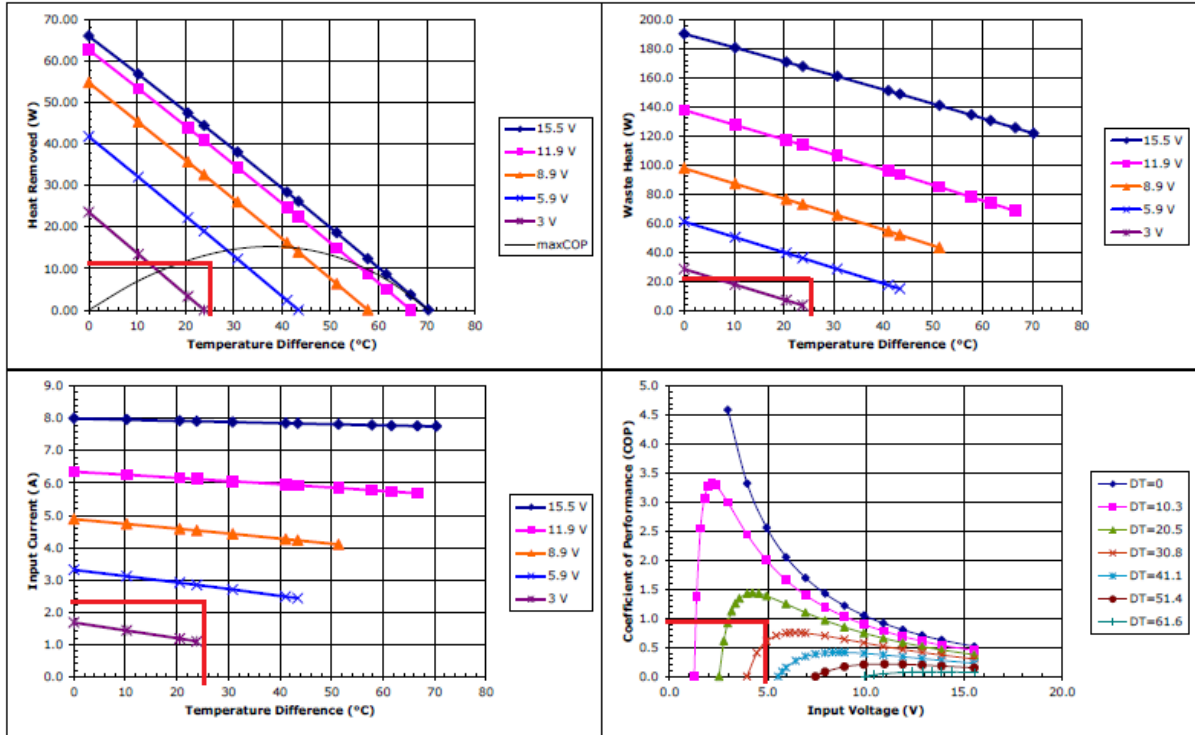 70.00
60.00
50.00
40.00
30.00
20.00
10.00
0.00
Heat Removed (W)
0 10 20 30 40 50 60 70 80
Temperature Difference (°C)
15.5 V
11.9 V
8.9 V
5.9 V
3 V
maxCOP
200.0
180.0
160.0
140.0
120.0
100.0
80.0
60.0
40.0
20.0
0.0
Waste Heat (W)
0 10 20 30 40 50 60 70 80
Temperature Difference (°C)
15.5 V
11.9 V
8.9 V
5.9 V
3 V
9.0
8.0
7.0
6.0
5.0
4.0
3.0
2.0
1.0
0.0
Input Current (A)
0 10 20 30 40 50 60 70 80
Temperature Difference (°C)
15.5 V
11.9 V
8.9 V
5.9 V
3 V
5.0
4.5
4.0
3.5
3.0
2.5
2.0
1.5
1.0
0.5
0.0
Coefficient of Performance (COP)
0.0 5.0 10.0 15.0 20.0
Input Voltage (V)
DT=0
DT=10.3
DT=20.5
DT=30.8
DT=41.1
DT=51.4
DT=61.6